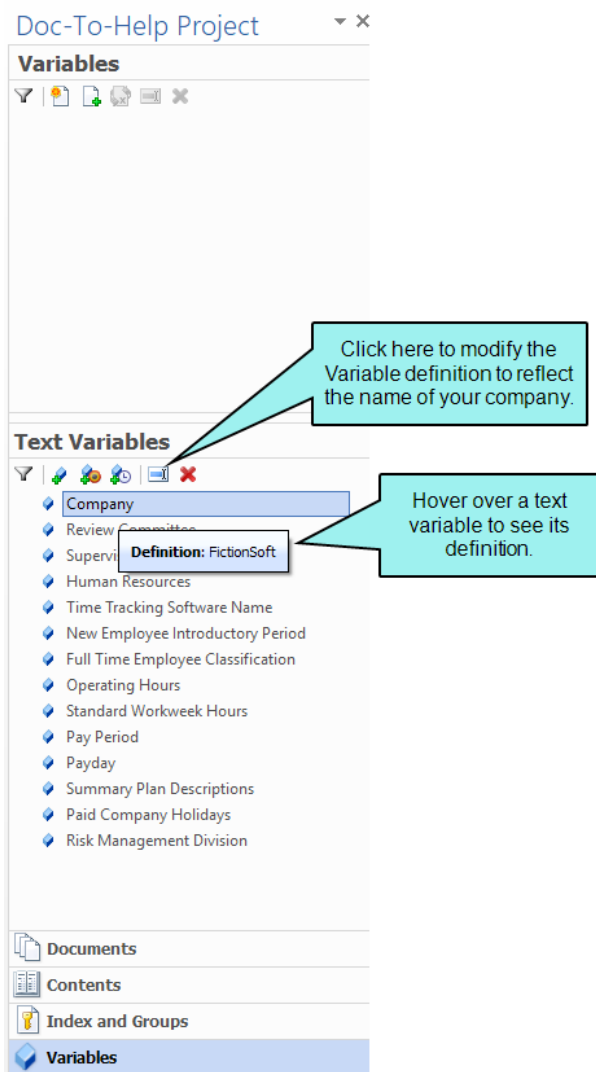 Doc-To-Help Project
Variables
Click here to modify the
Variable definition to reflect
the name of your company.
Text Variables
Company
Hover over a text
variable to see its
definition.
Review Committee
Definition: FictionSoft
Human Resources
Time Tracking Software Name
New Employee Introductory Period
Full Time Employee Classification
Operating Hours
Standard Workweek Hours
Pay Period
Payday
Summary Plan Descriptions
Paid Company Holidays
Risk Management Division
Documents
Contents
Index and Groups
Variables